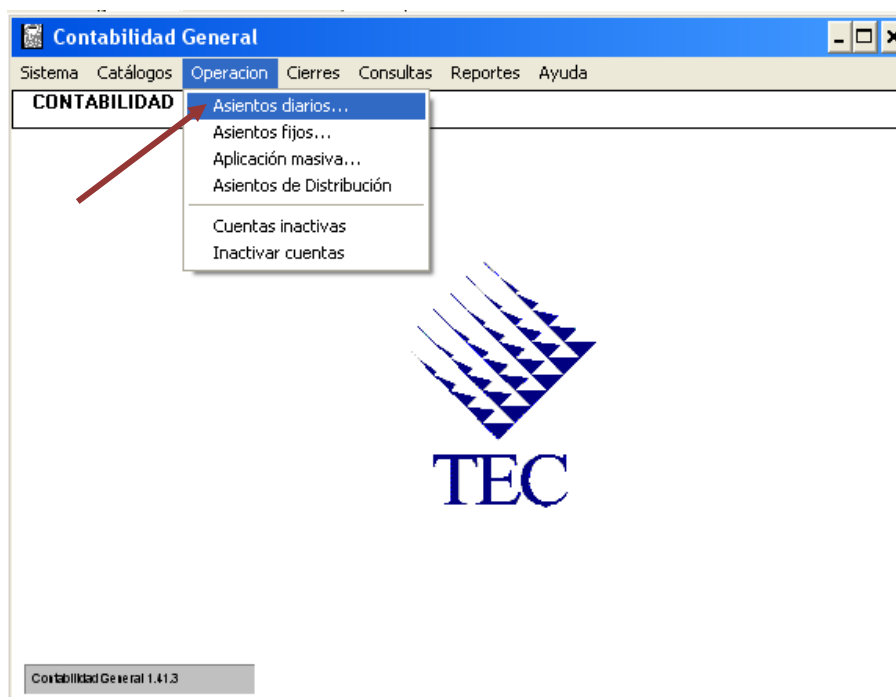 Contabilidad General
Sistema Catálogos Operacion Cierres Consultas Reportes Ayuda
CONTABILIDAD
Asientos diarios...
Asientos fijos...
Aplicación masiva...
Asientos de Distribución
Cuentas inactivas
Inactivar cuentas
TEC
Contabilidad General 1.41.3